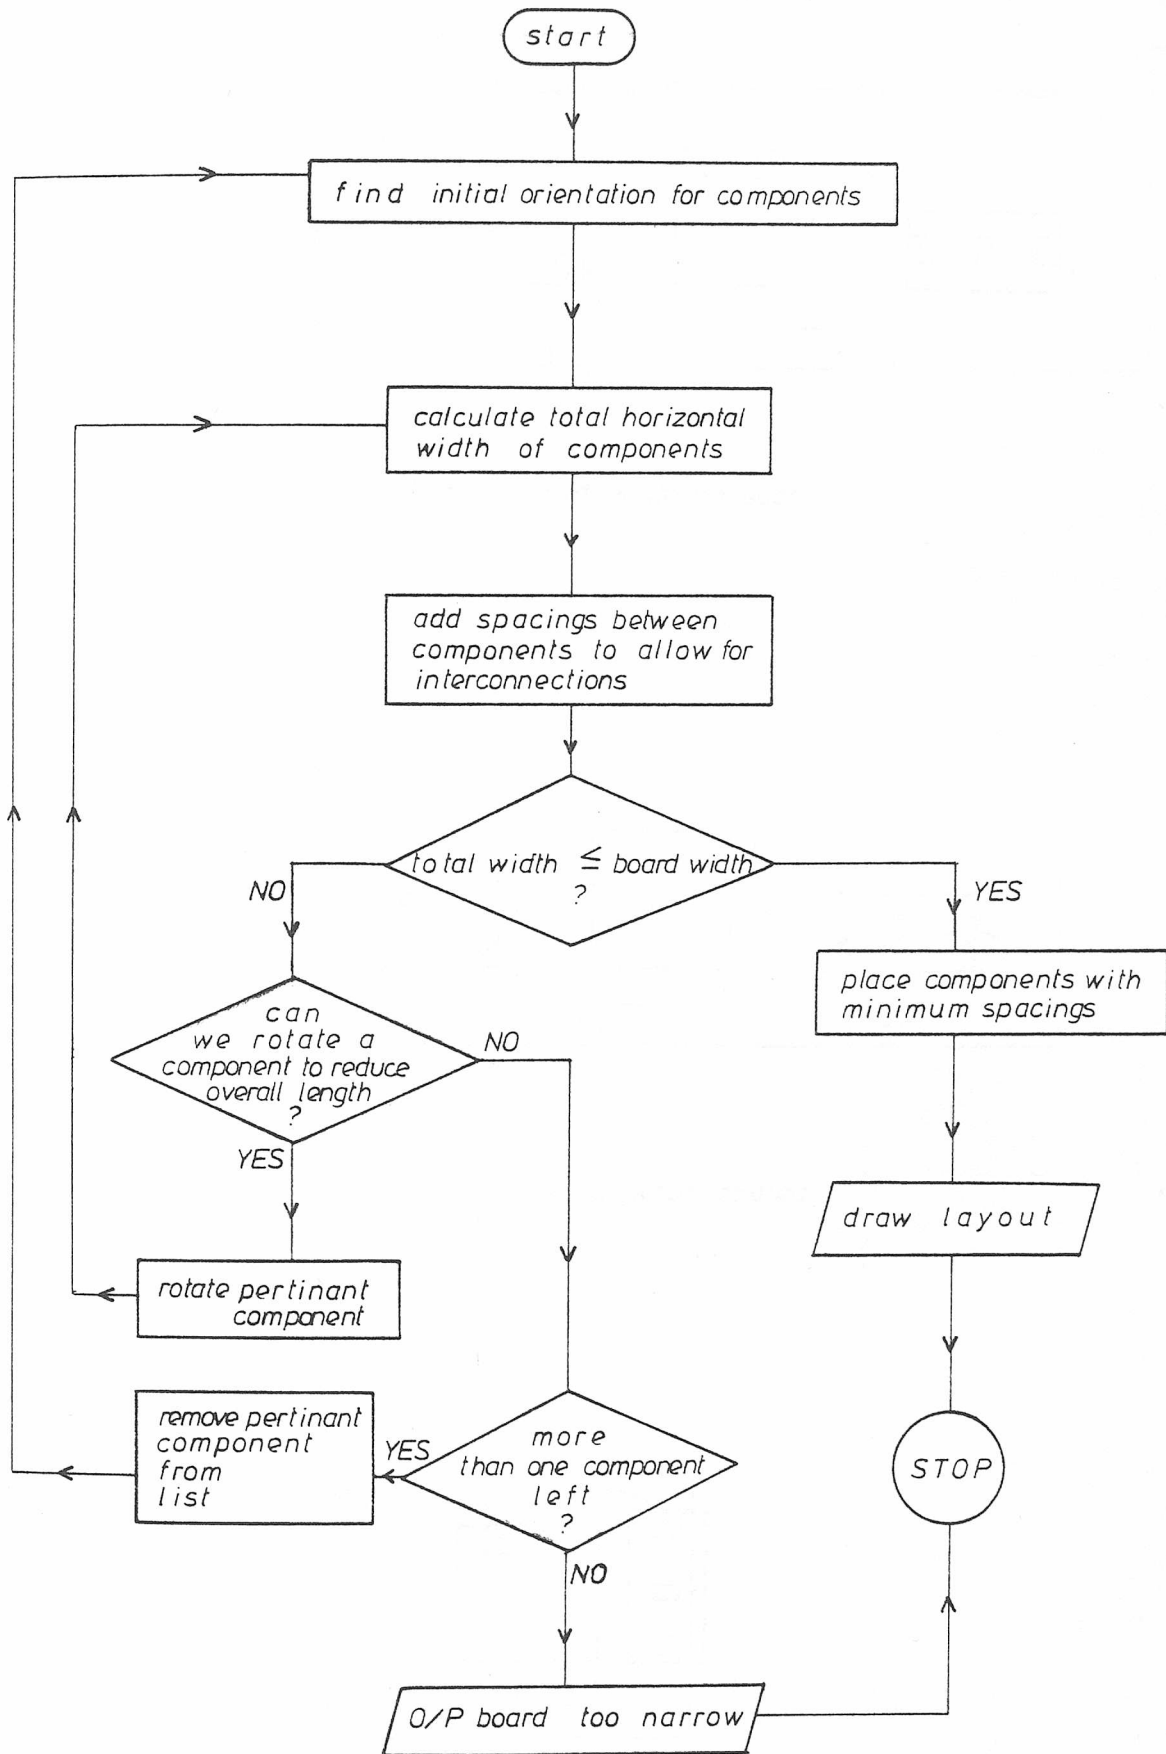 start
find initial orientation for components
calculate total horizontal
width of components
add spacings between
components to allow for
interconnections
total width ≦ board width
?
NO
YES
place components with
minimum spacings
can
we rotate a
component to reduce
overall length
?
NO
YES
draw layout
rotate pertinant
component
remove pertinant
component
from
list
YES
more
than one component
left
?
STOP
NO
O/P board too narrow